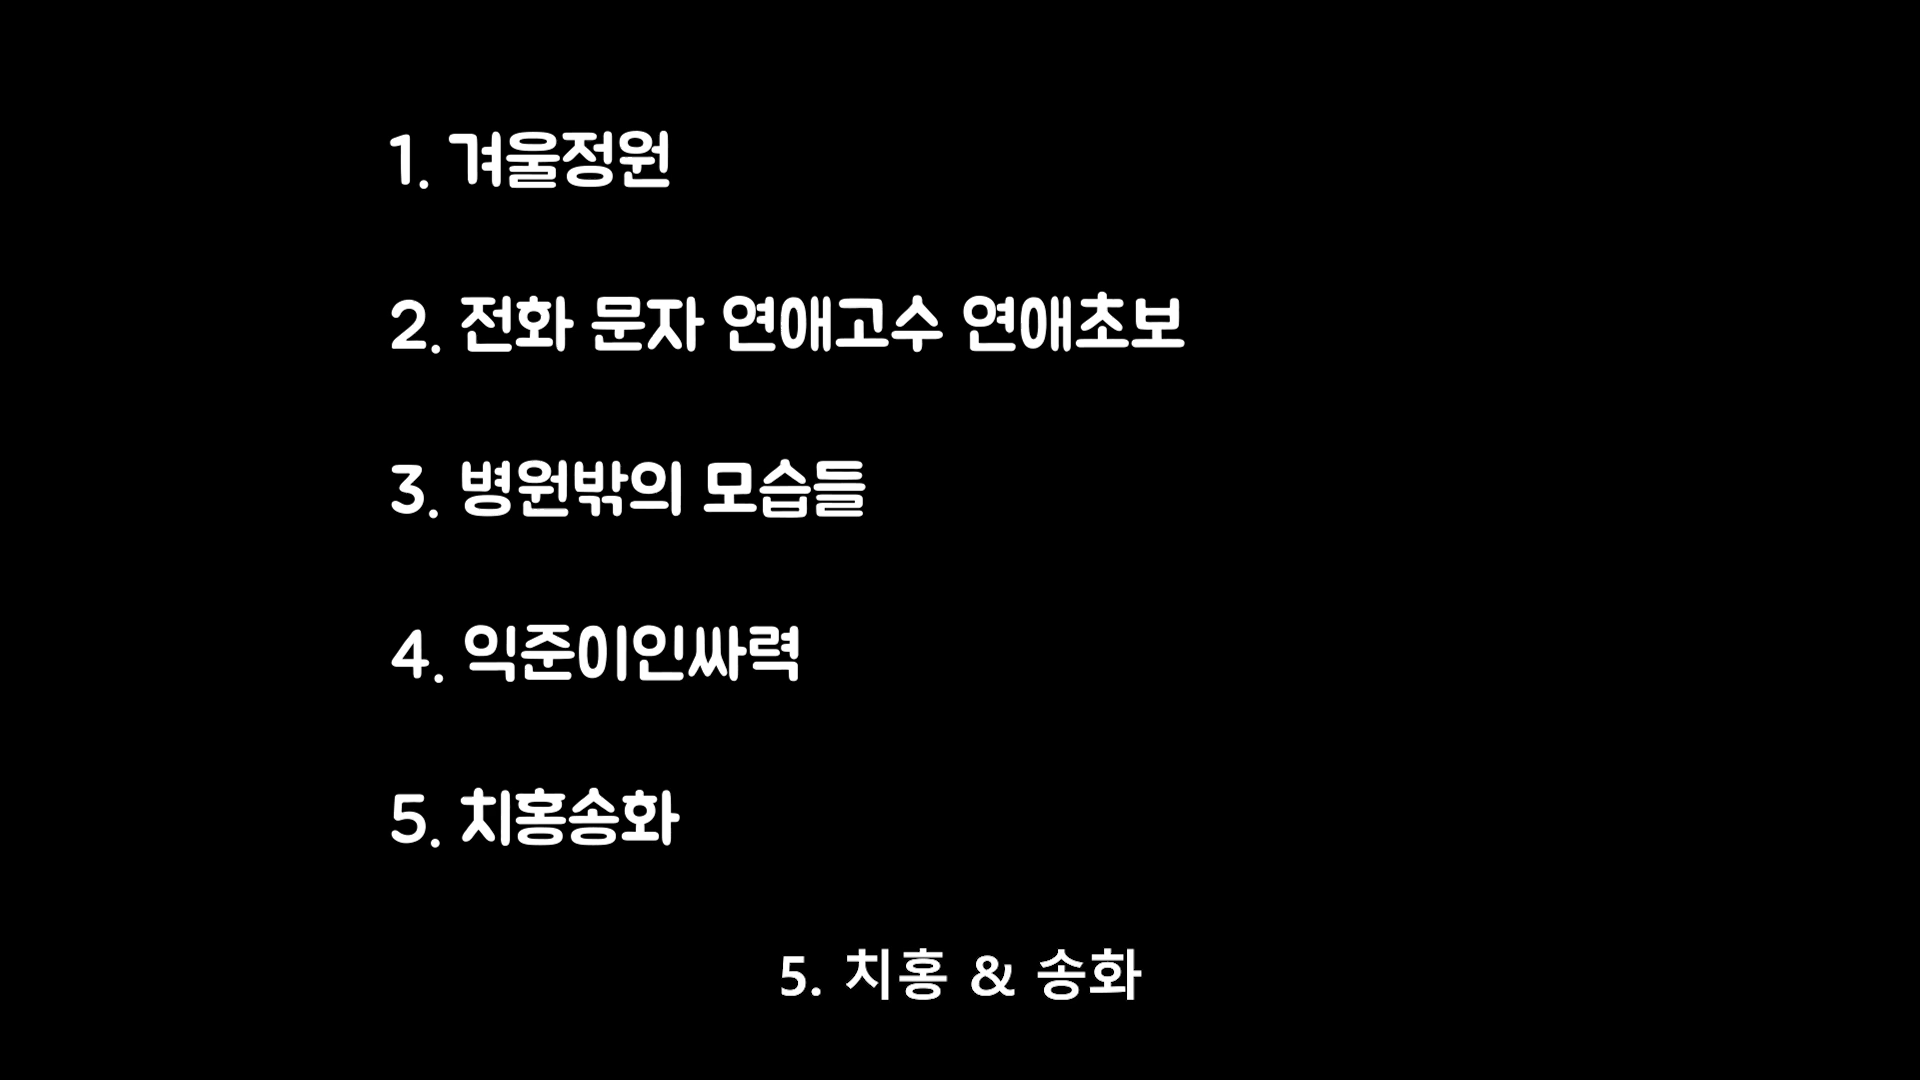 1. 겨울정원
2. 전화 문자 연애고수 연애초보
3. 병원밖의 모습들
4. 익준이인싸력
5. 치홍송화
5. 치홍 & 송화